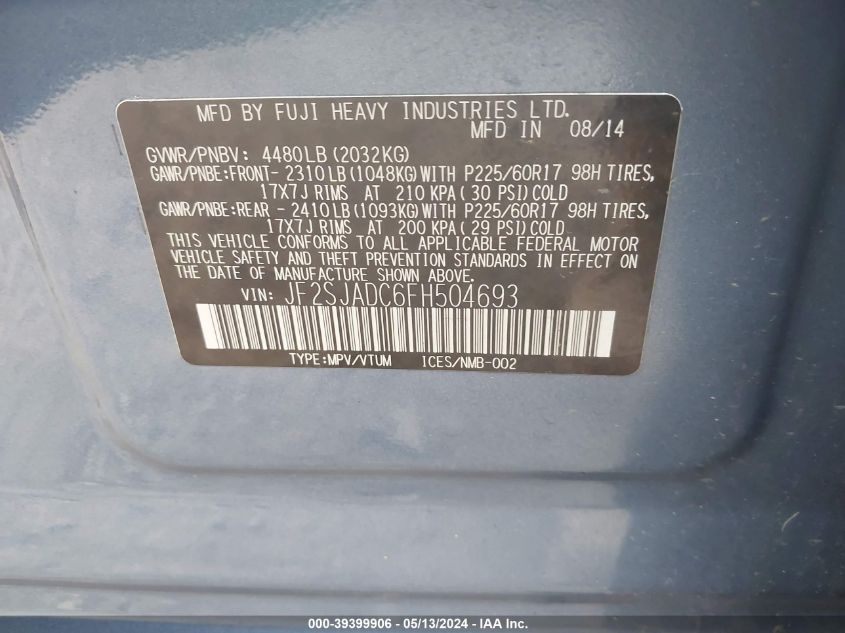 MFD BY FUJI HEAVY INDUSTRIES LTD.
MFD IN 08/14
GVWR/PNBV: 4480LB (2032KG)
GAWR/PNBE:FRONT- 2310LB(1048KG)WITH P225/60R17 98H TIRES,
17X7J RIMS AT 210 KPA( 30 PSI)COLD
GAWR/PNBE:REAR - 2410LB(1093KG)WITH P225/60R17 98H TIRES,
17X7J RIMS AT 200 KPA( 29 PSI)COLD
THIS VEHICLE CONFORMS TO ALL APPLICABLE FEDERAL MOTOR
VEHICLE SAFETY AND THEFT PREVENTION STANDARDS IN EFFECT ON
THE DATE OF MANUFACTURE SHOWN ABOVE.
VIN: JF2SJADC6FH504693
TYPE:MPV/VTUM ICES/NMB-002
000-39399906 - 05/13/2024 - IAA Inc.